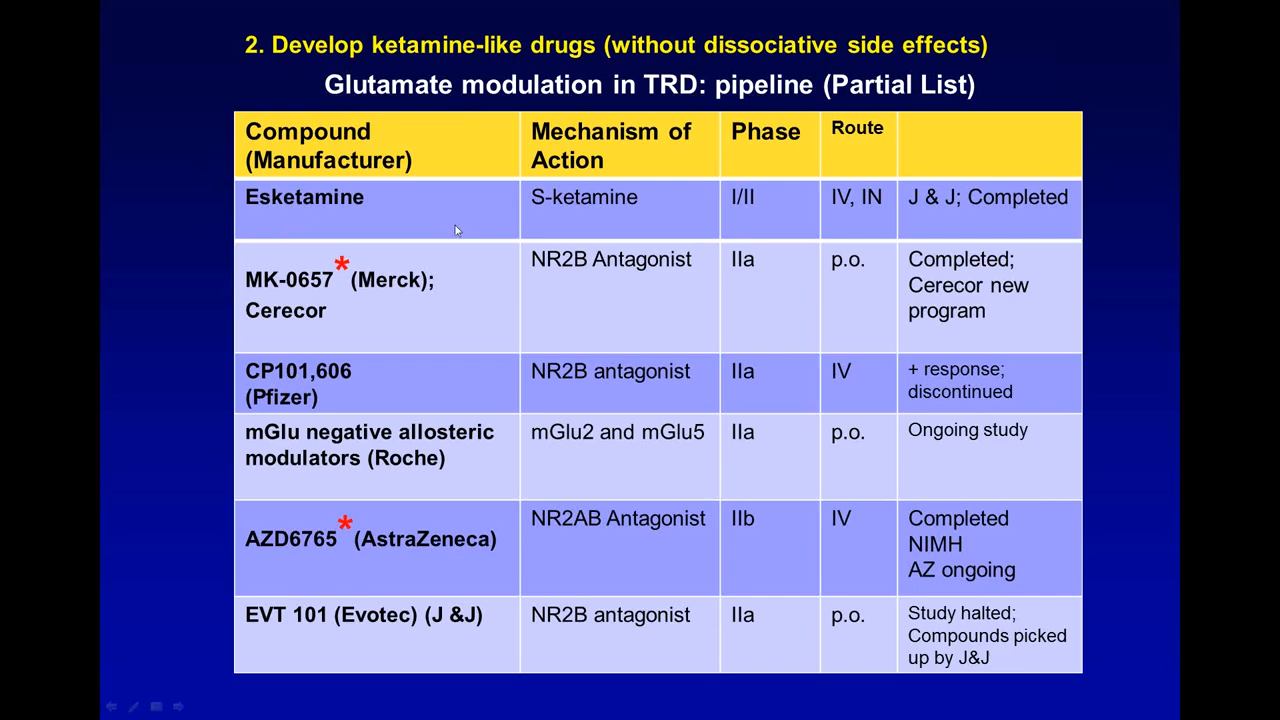 2. Develop ketamine-like drugs (without dissociative side effects)
Glutamate modulation in TRD: pipeline (Partial List)
Compound
(Manufacturer)
Mechanism of
Action
Phase
Route
Esketamine
S-ketamine
I/II
IV, IN
J & J; Completed
MK-0657* (Merck);
Cerecor
NR2B Antagonist
IIa
p.o.
Completed;
Cerecor new
program
CP101,606
(Pfizer)
NR2B antagonist
IIa
IV
+ response;
discontinued
mGlu negative allosteric
modulators (Roche)
mGlu2 and mGlu5
IIa
p.o.
Ongoing study
AZD6765* (AstraZeneca)
NR2AB Antagonist
IIb
IV
Completed
NIMH
AZ ongoing
EVT 101 (Evotec) (J &J)
NR2B antagonist
IIa
p.o.
Study halted;
Compounds picked
up by J&J